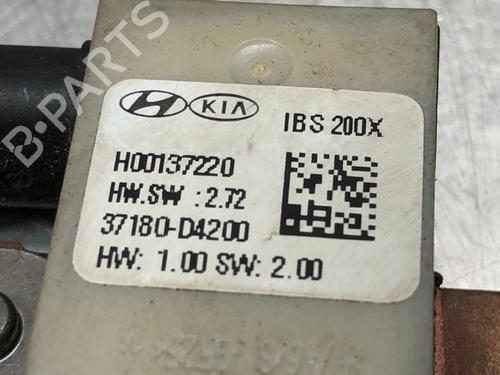 B-PARTS
KIA
IBS 200X
H00137220
HW.SW : 2.72
37180-D4200
HW: 1.00 SW: 2.00